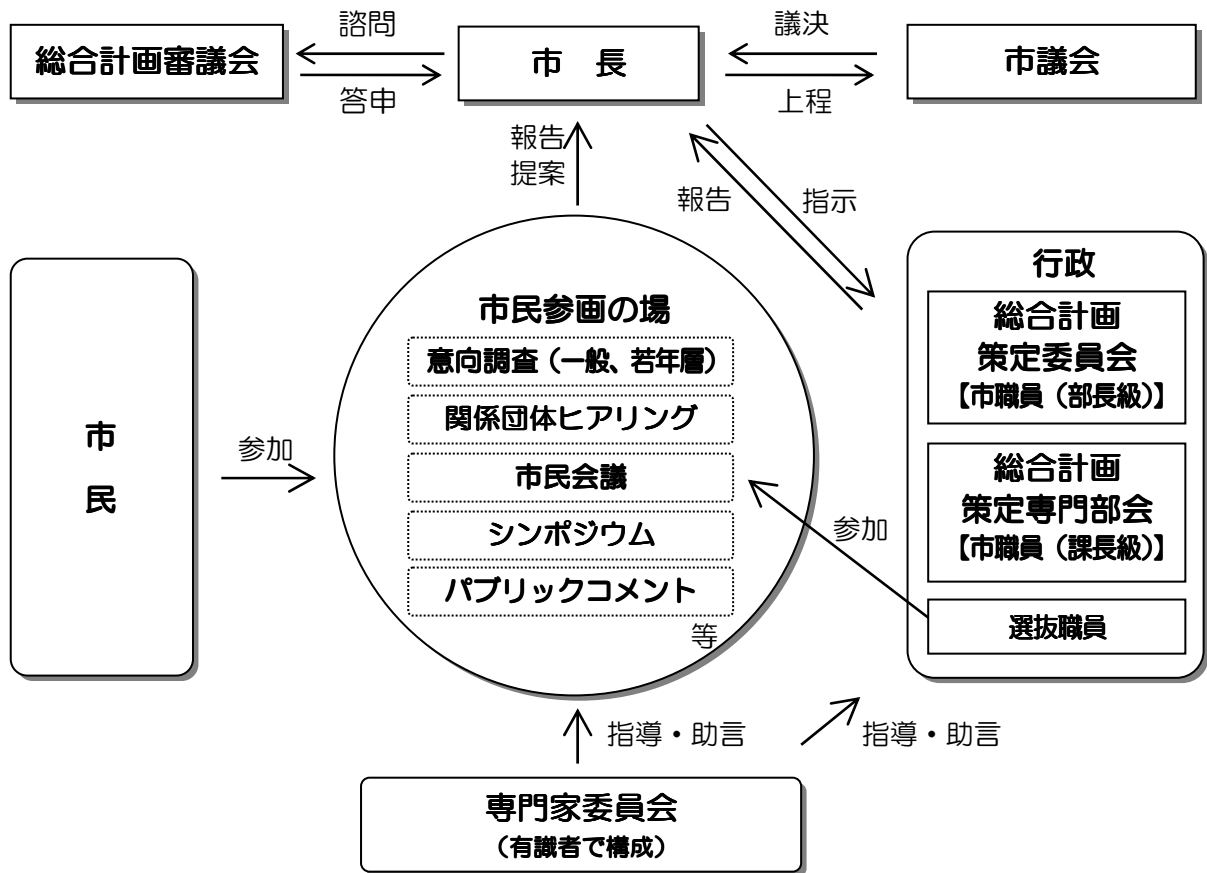 諮問
議決
総合計画審議会
市　長
市議会
答申
上程
報告
提案
報告
指示
行政
総合計画
策定委員会
【市職員（部長級）】
総合計画
策定専門部会
【市職員（課長級）】
選抜職員
市民参画の場
意向調査（一般、若年層）
関係団体ヒアリング
市民会議
シンポジウム
パブリックコメント
等
市
民
参加
参加
指導・助言
指導・助言
専門家委員会
（有識者で構成）